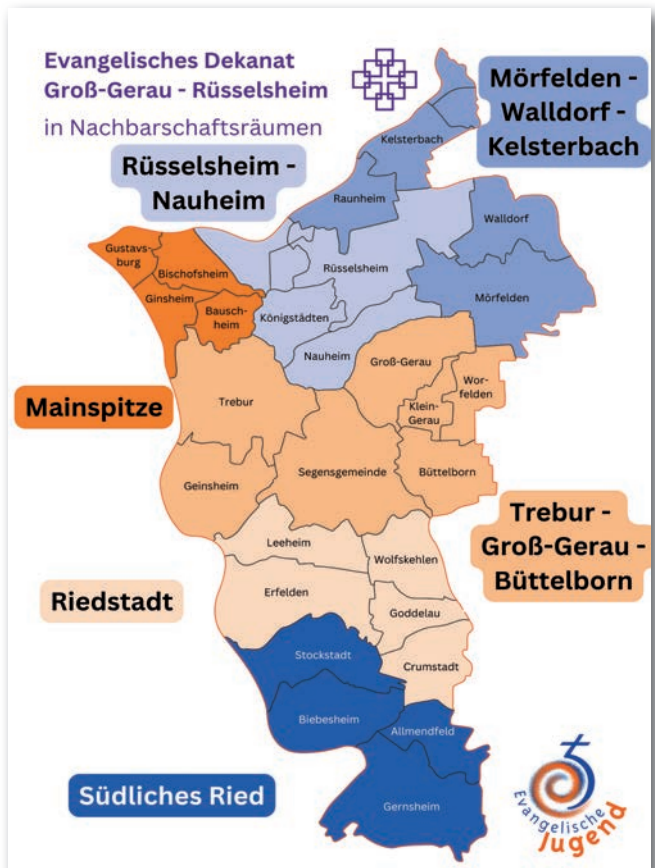 Evangelisches Dekanat
Groß-Gerau - Rüsselsheim
in Nachbarschaftsräumen
Mörfelden -
Walldorf -
Kelsterbach
Rüsselsheim -
Nauheim
Kelsterbach
Raunheim
Walldorf
Gustavs-
burg
Bischofsheim
Rüsselsheim
Ginsheim
Bausch-
heim
Königstädten
Mörfelden
Nauheim
Groß-Gerau
Wor-
felden
Mainspitze
Trebur
Klein-
Gerau
Geinsheim
Segensgemeinde
Büttelborn
Trebur -
Groß-Gerau -
Büttelborn
Leeheim
Wolfskehlen
Riedstadt
Erfelden
Goddelau
Stockstadt
Crumstadt
Biebesheim
Allmendfeld
Südliches Ried
Gernsheim
Evangelische
Jugend